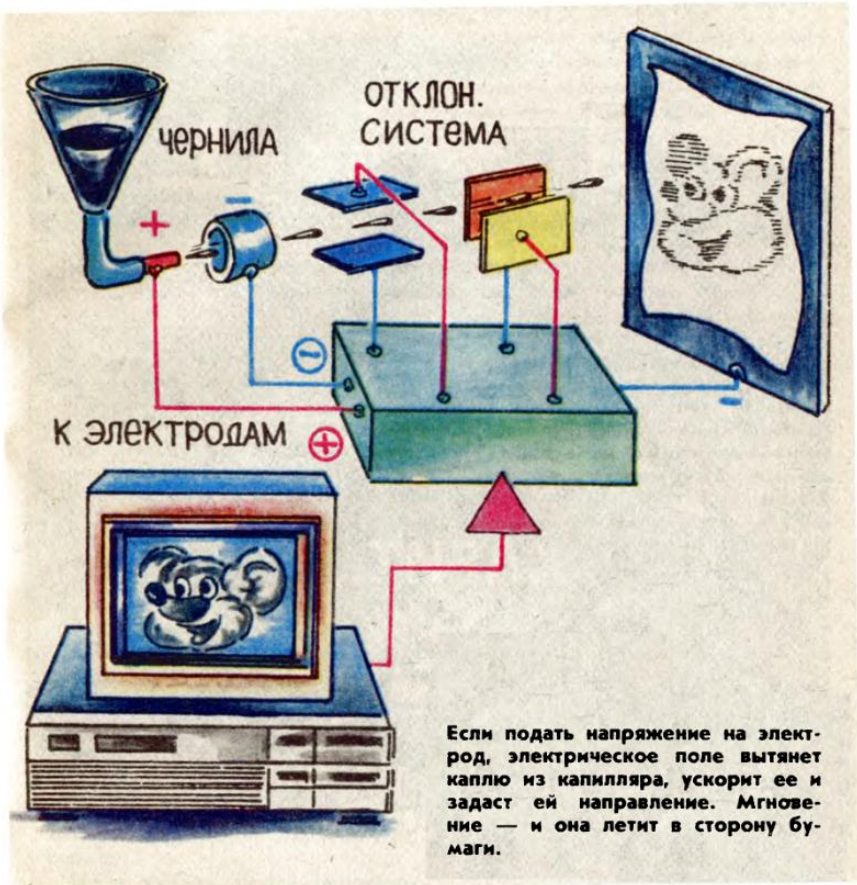 ЧЕРНИЛА
ОТКЛОН.
СИСТЕМА
+
−
⊖
К ЭЛЕКТРОДАМ ⊕
−
Если подать напряжение на элект-
род, электрическое поле вытянет
каплю из капилляра, ускорит ее и
задаст ей направление. Мгнове-
ние — и она летит в сторону бу-
маги.